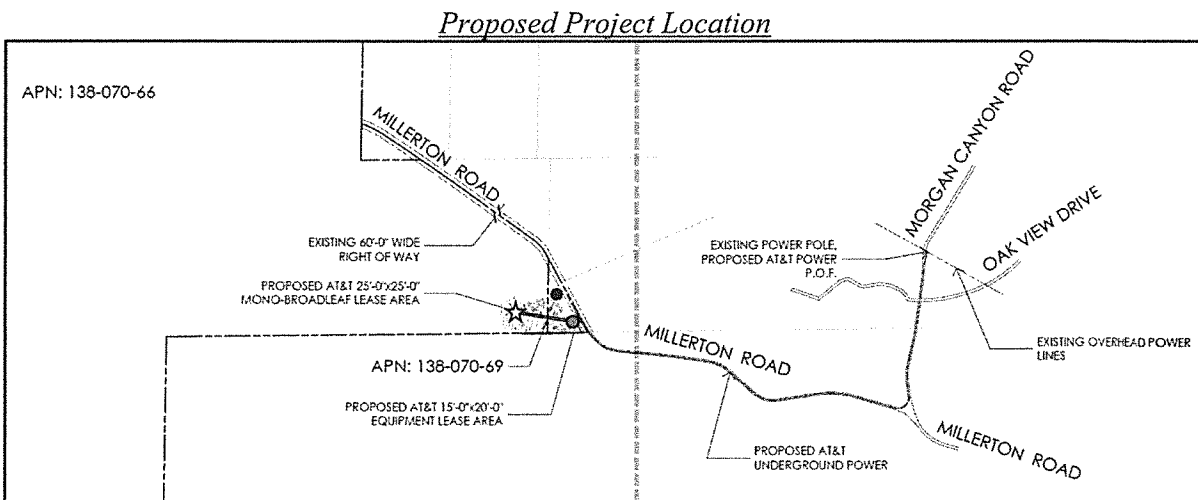 Proposed Project Location
APN: 138-070-66
MILLERTON ROAD
EXISTING 60'-0" WIDE
RIGHT OF WAY
PROPOSED AT&T 25'-0"x25'-0"
MONO-BROADLEAF LEASE AREA
APN: 138-070-69
PROPOSED AT&T 15'-0"x20'-0"
EQUIPMENT LEASE AREA
MORGAN CANYON ROAD
OAK VIEW DRIVE
EXISTING POWER POLE,
PROPOSED AT&T POWER
P.O.F.
EXISTING OVERHEAD POWER
LINES
MILLERTON ROAD
PROPOSED AT&T
UNDERGROUND POWER
MILLERTON ROAD